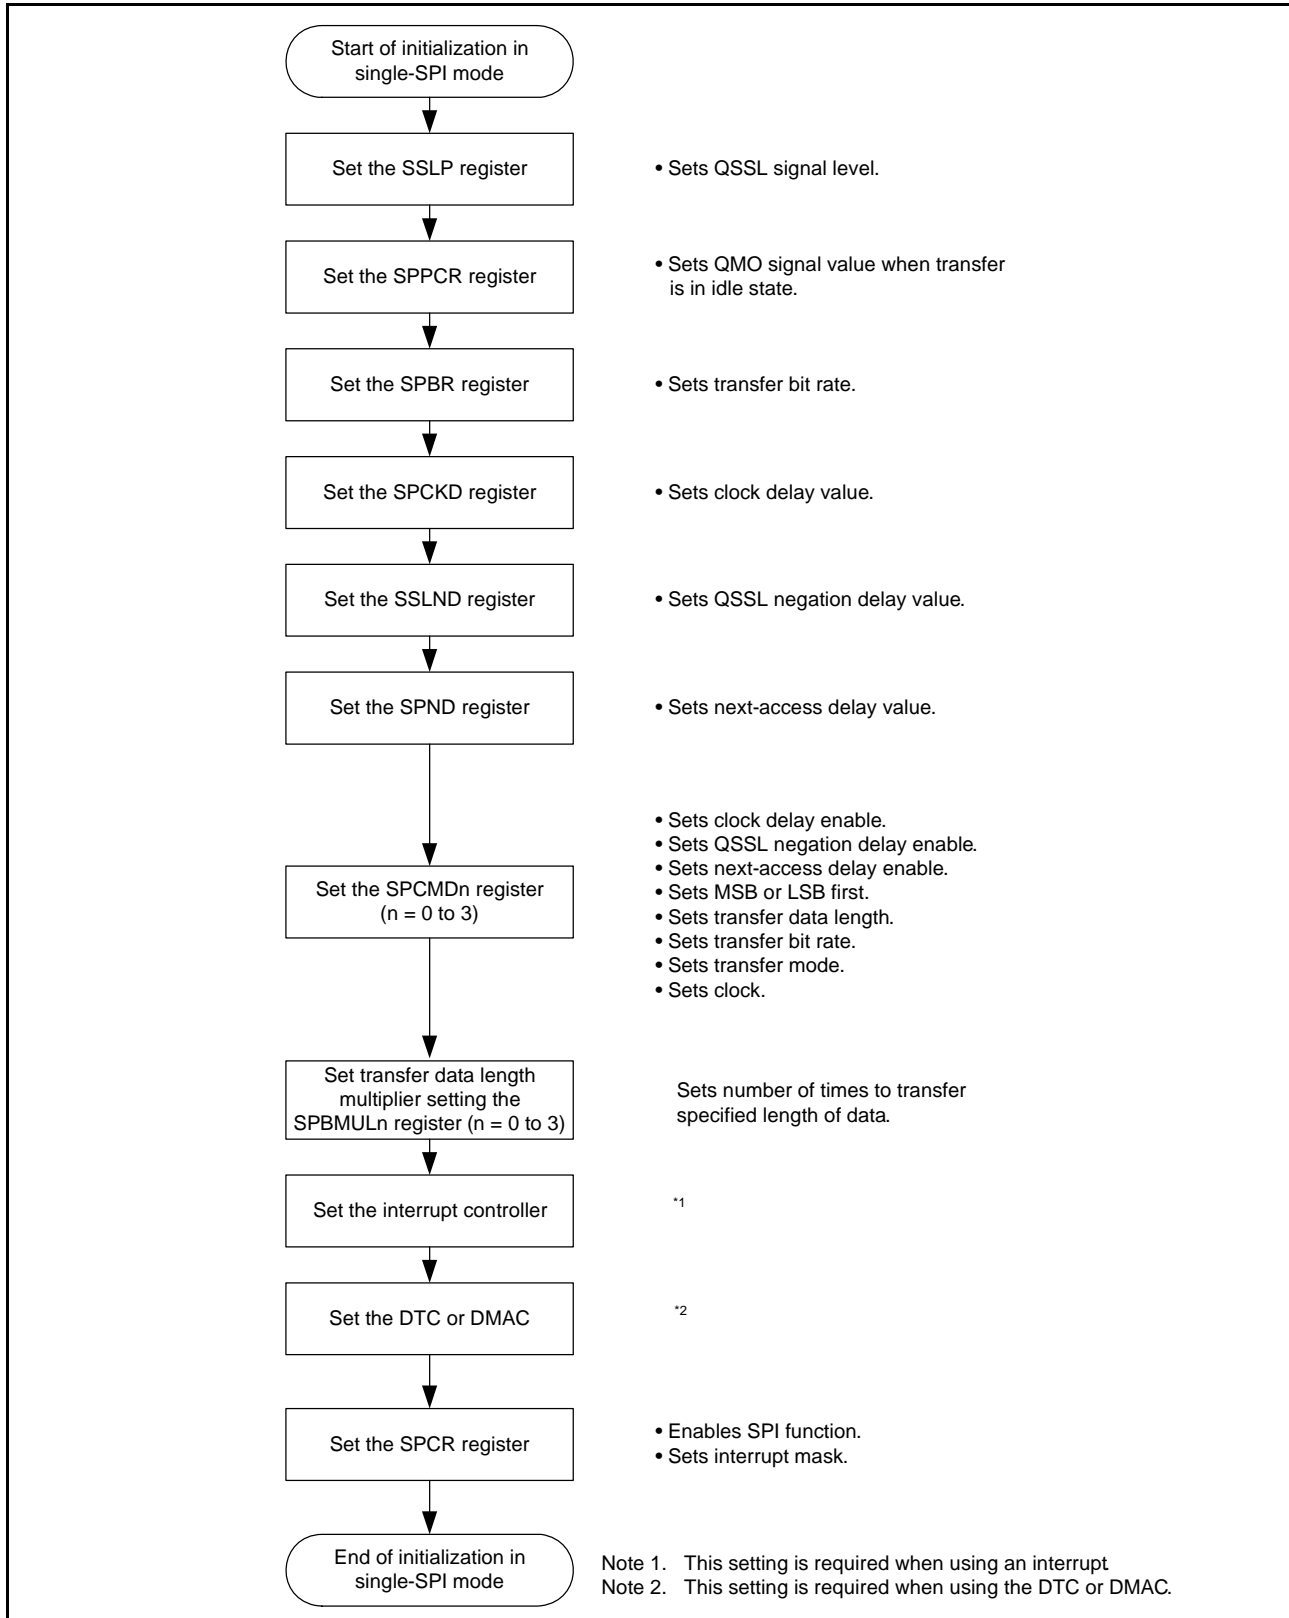 Start of initialization in
single-SPI mode
Set the SSLP register
• Sets QSSL signal level.
Set the SPPCR register
• Sets QMO signal value when transfer
is in idle state.
Set the SPBR register
• Sets transfer bit rate.
Set the SPCKD register
• Sets clock delay value.
Set the SSLND register
• Sets QSSL negation delay value.
Set the SPND register
• Sets next-access delay value.
Set the SPCMDn register
(n = 0 to 3)
• Sets clock delay enable.
• Sets QSSL negation delay enable.
• Sets next-access delay enable.
• Sets MSB or LSB first.
• Sets transfer data length.
• Sets transfer bit rate.
• Sets transfer mode.
• Sets clock.
Set transfer data length
multiplier setting the
SPBMULn register (n = 0 to 3)
Sets number of times to transfer
specified length of data.
Set the interrupt controller
*1
Set the DTC or DMAC
*2
Set the SPCR register
• Enables SPI function.
• Sets interrupt mask.
End of initialization in
single-SPI mode
Note 1. This setting is required when using an interrupt.
Note 2. This setting is required when using the DTC or DMAC.